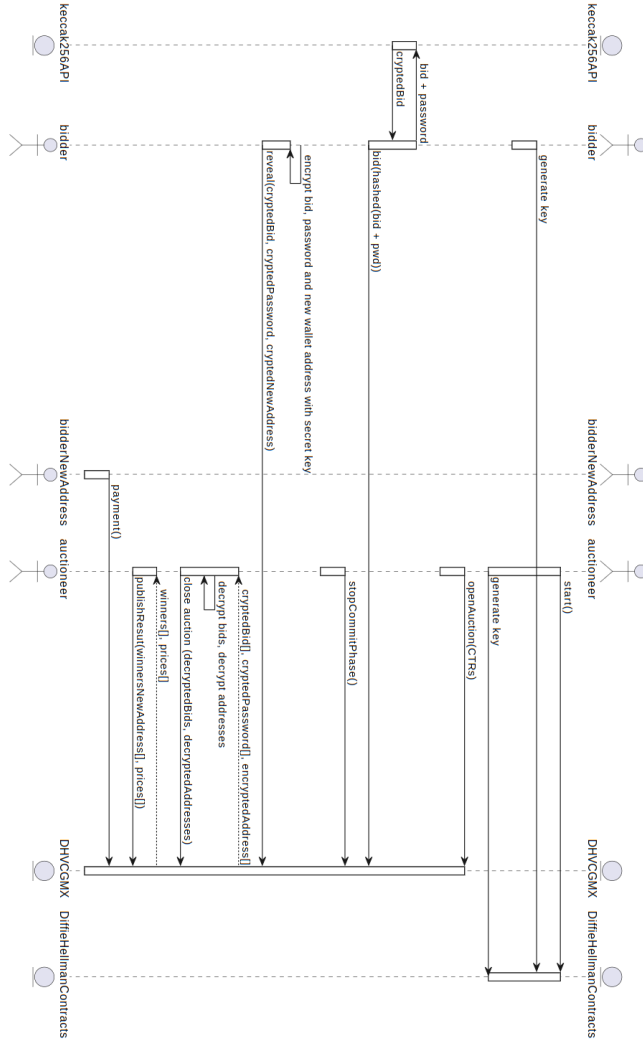 keccak256API
bidder
bidderNewAddress
auctioneer
DHVCGMX
DiffieHellmanContracts
start()
generate key
generate key
openAuction(CTRs)
bid + password
cryptedBid
bid(hashed(bid + pwd))
stopCommitPhase()
encrypt bid, password and new wallet address with secret key
reveal(cryptedBid, cryptedPassword, cryptedNewAddress)
cryptedBid[], cryptedPassword[], encryptedAddress[]
decrypt bids, decrypt addresses
close auction (decryptedBids, decryptedAddresses)
winners[], prices[]
publishResut(winnersNewAddress[], prices[])
payment()
keccak256API
bidder
bidderNewAddress
auctioneer
DHVCGMX
DiffieHellmanContracts